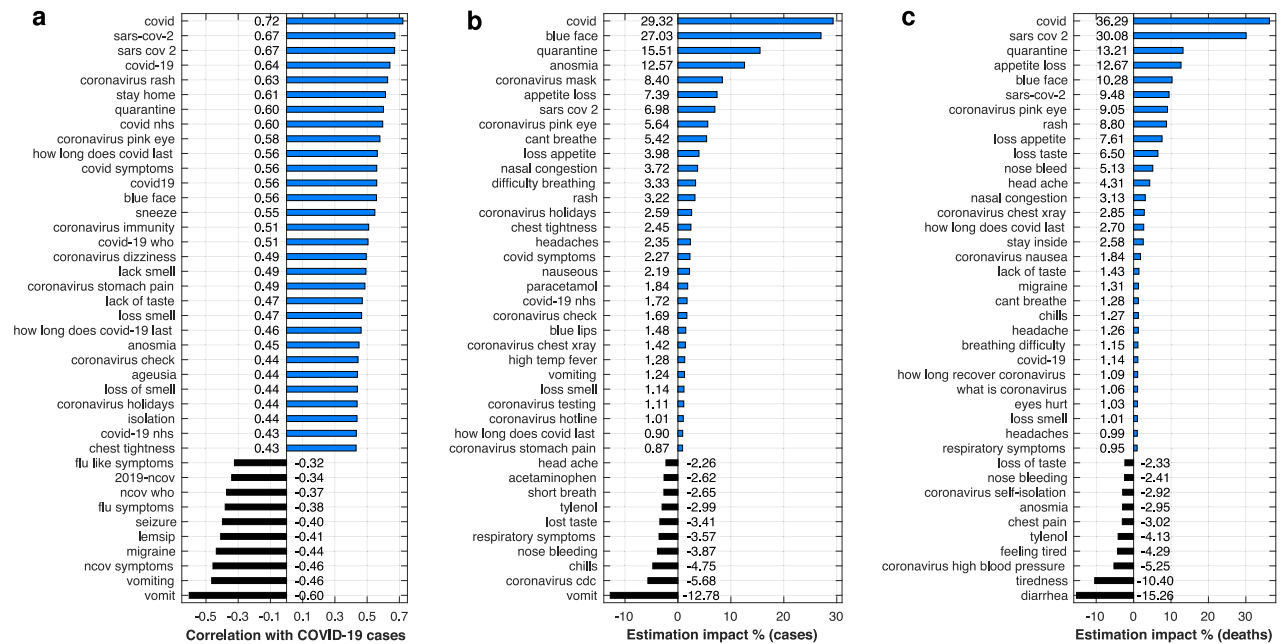 a
covid 0.72
sars-cov-2 0.67
sars cov 2 0.67
covid-19 0.64
coronavirus rash 0.63
stay home 0.61
quarantine 0.60
covid nhs 0.60
coronavirus pink eye 0.58
how long does covid last 0.56
covid symptoms 0.56
covid19 0.56
blue face 0.56
sneeze 0.55
coronavirus immunity 0.51
covid-19 who 0.51
coronavirus dizziness 0.49
lack smell 0.49
coronavirus stomach pain 0.49
lack of taste 0.47
loss smell 0.47
how long does covid-19 last 0.46
anosmia 0.45
coronavirus check 0.44
ageusia 0.44
loss of smell 0.44
coronavirus holidays 0.44
isolation 0.44
covid-19 nhs 0.43
chest tightness 0.43
flu like symptoms -0.32
2019-ncov -0.34
ncov who -0.37
flu symptoms -0.38
seizure -0.40
lemsip -0.41
migraine -0.44
ncov symptoms -0.46
vomiting -0.46
vomit -0.60
-0.5 -0.3 -0.1 0.1 0.3 0.5 0.7
Correlation with COVID-19 cases
b
covid 29.32
blue face 27.03
quarantine 15.51
anosmia 12.57
coronavirus mask 8.40
appetite loss 7.39
sars cov 2 6.98
coronavirus pink eye 5.64
cant breathe 5.42
loss appetite 3.98
nasal congestion 3.72
difficulty breathing 3.33
rash 3.22
coronavirus holidays 2.59
chest tightness 2.45
headaches 2.35
covid symptoms 2.27
nauseous 2.19
paracetamol 1.84
covid-19 nhs 1.72
coronavirus check 1.69
blue lips 1.48
coronavirus chest xray 1.42
high temp fever 1.28
vomiting 1.24
loss smell 1.14
coronavirus testing 1.11
coronavirus hotline 1.01
how long does covid last 0.90
coronavirus stomach pain 0.87
head ache -2.26
acetaminophen -2.62
short breath -2.65
tylenol -2.99
lost taste -3.41
respiratory symptoms -3.57
nose bleeding -3.87
chills -4.75
coronavirus cdc -5.68
vomit -12.78
-10 0 10 20 30
Estimation impact % (cases)
c
covid 36.29
sars cov 2 30.08
quarantine 13.21
appetite loss 12.67
blue face 10.28
sars-cov-2 9.48
coronavirus pink eye 9.05
rash 8.80
loss appetite 7.61
loss taste 6.50
nose bleed 5.13
head ache 4.31
nasal congestion 3.13
coronavirus chest xray 2.85
how long does covid last 2.70
stay inside 2.58
coronavirus nausea 1.84
lack of taste 1.43
migraine 1.31
cant breathe 1.28
chills 1.27
headache 1.26
breathing difficulty 1.15
covid-19 1.14
how long recover coronavirus 1.09
what is coronavirus 1.06
eyes hurt 1.03
loss smell 1.01
headaches 0.99
respiratory symptoms 0.95
loss of taste -2.33
nose bleeding -2.41
coronavirus self-isolation -2.92
anosmia -2.95
chest pain -3.02
tylenol -4.13
feeling tired -4.29
coronavirus high blood pressure -5.25
tiredness -10.40
diarrhea -15.26
-10 0 10 20 30
Estimation impact % (deaths)